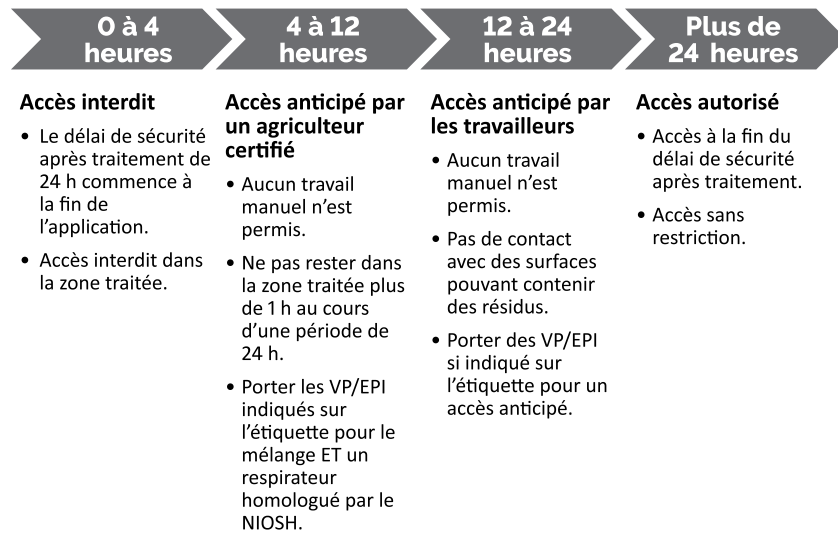 0 à 4
heures
4 à 12
heures
12 à 24
heures
Plus de
24 heures
Accès interdit
• Le délai de sécurité
après traitement de
24 h commence à
la fin de
l’application.
• Accès interdit dans
la zone traitée.
Accès anticipé par
un agriculteur
certifié
• Aucun travail
manuel n’est
permis.
• Ne pas rester dans
la zone traitée plus
de 1 h au cours
d’une période de
24 h.
• Porter les VP/EPI
indiqués sur
l’étiquette pour le
mélange ET un
respirateur
homologué par le
NIOSH.
Accès anticipé par
les travailleurs
• Aucun travail
manuel n’est
permis.
• Pas de contact
avec des surfaces
pouvant contenir
des résidus.
• Porter des VP/EPI
si indiqué sur
l’étiquette pour un
accès anticipé.
Accès autorisé
• Accès à la fin du
délai de sécurité
après traitement.
• Accès sans
restriction.